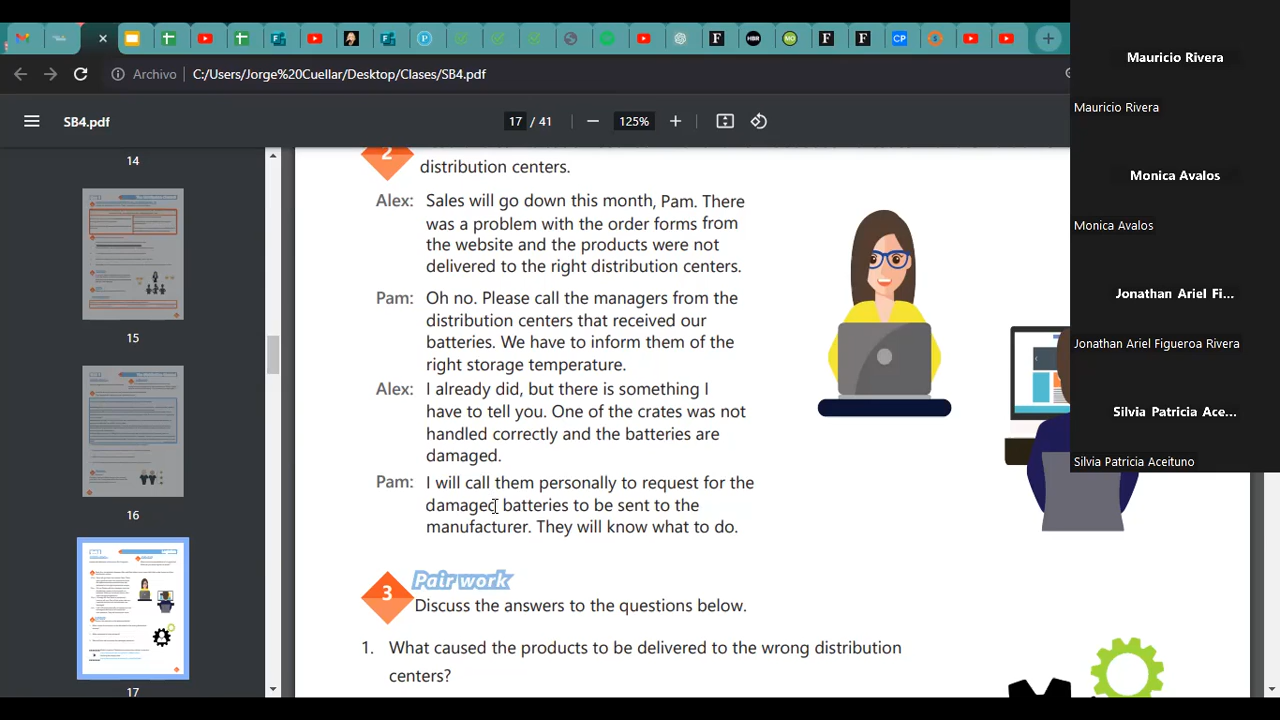 F
HBR
MO
F
F
CP
Archivo
C:/Users/Jorge%20Cuellar/Desktop/Clases/SB4.pdf
SB4.pdf
17 / 41
125%
14
15
16
17
2
distribution centers.
Alex: Sales will go down this month, Pam. There
was a problem with the order forms from
the website and the products were not
delivered to the right distribution centers.
Pam: Oh no. Please call the managers from the
distribution centers that received our
batteries. We have to inform them of the
right storage temperature.
Alex: I already did, but there is something I
have to tell you. One of the crates was not
handled correctly and the batteries are
damaged.
Pam: I will call them personally to request for the
damaged batteries to be sent to the
manufacturer. They will know what to do.
Pair work
3
Discuss the answers to the questions below.
1. What caused the products to be delivered to the wrong distribution
centers?
Mauricio Rivera
Mauricio Rivera
Monica Avalos
Monica Avalos
Jonathan Ariel Fi...
Jonathan Ariel Figueroa Rivera
Silvia Patricia Ace...
Silvia Patricia Aceituno